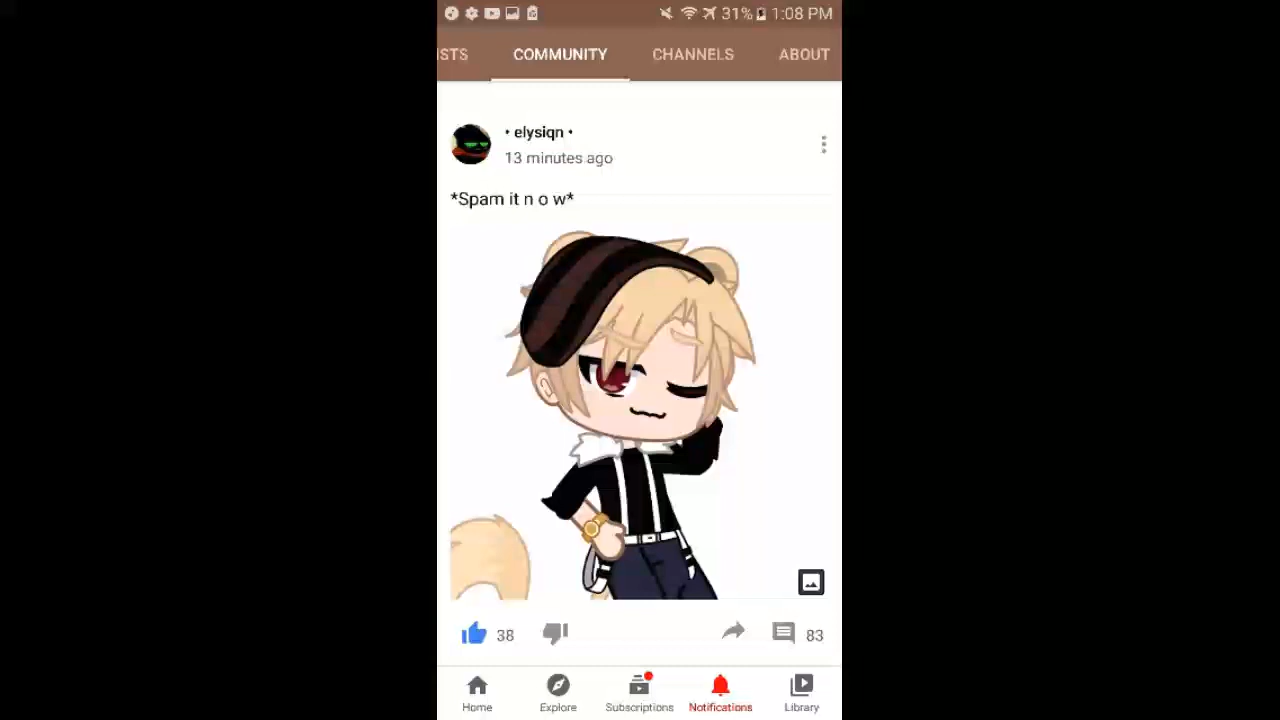 31% 1:08 PM
ISTS COMMUNITY CHANNELS ABOUT
• elysiqn •
13 minutes ago
*Spam it n o w*
38 83
Home Explore Subscriptions Notifications Library